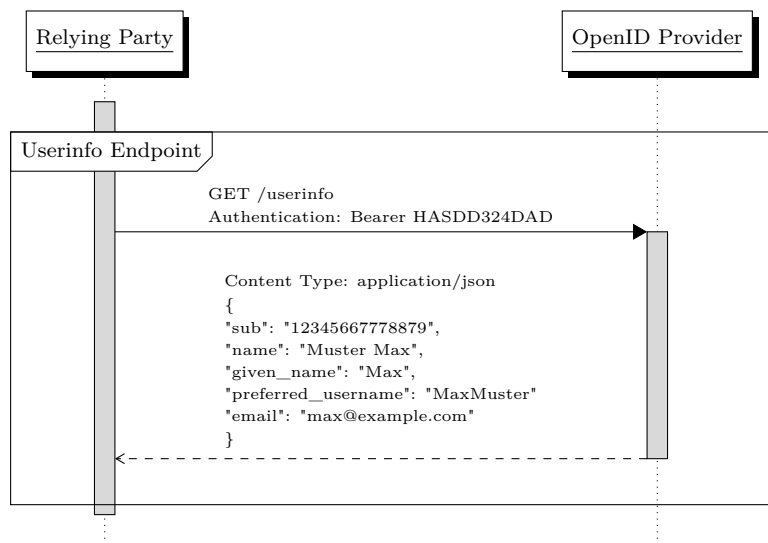 Relying Party
OpenID Provider
Userinfo Endpoint
GET /userinfo
Authentication: Bearer HASDD324DAD
Content Type: application/json
{
"sub": "12345667778879",
"name": "Muster Max",
"given_name": "Max",
"preferred_username": "MaxMuster"
"email": "max@example.com"
}